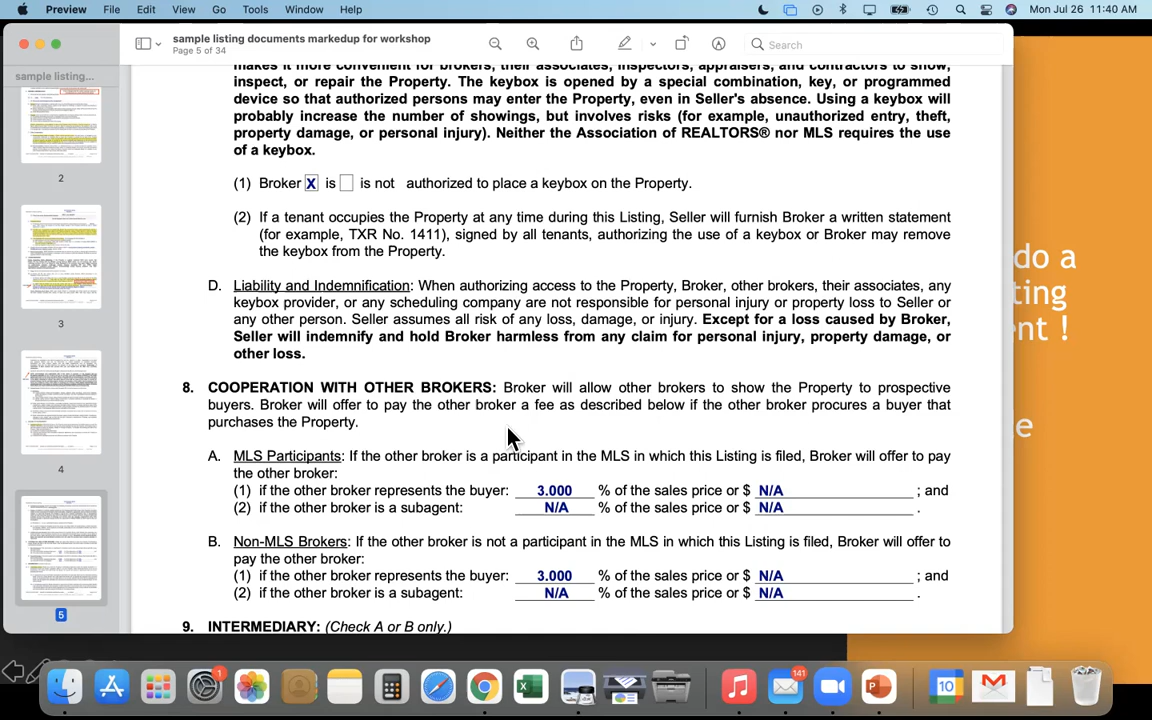 Preview File Edit View Go Tools Window Help Mon Jul 26 11:40 AM
sample listing documents markedup for workshop
Page 5 of 34
Search
sample listing...
2
3
4
5
makes it more convenient for brokers, their associates, inspectors, appraisers, and contractors to show,
inspect, or repair the Property. The keybox is opened by a special combination, key, or programmed
device so that authorized persons may enter the Property, even in Seller's absence. Using a keybox will
probably increase the number of showings, but involves risks (for example, unauthorized entry, theft,
property damage, or personal injury). Neither the Association of REALTORS® nor MLS requires the use
of a keybox.
(1) Broker X is is not authorized to place a keybox on the Property.
(2) If a tenant occupies the Property at any time during this Listing, Seller will furnish Broker a written statement
(for example, TXR No. 1411), signed by all tenants, authorizing the use of a keybox or Broker may remove
the keybox from the Property.
D. Liability and Indemnification: When authorizing access to the Property, Broker, other brokers, their associates, any
keybox provider, or any scheduling company are not responsible for personal injury or property loss to Seller or
any other person. Seller assumes all risk of any loss, damage, or injury. Except for a loss caused by Broker,
Seller will indemnify and hold Broker harmless from any claim for personal injury, property damage, or
other loss.
8. COOPERATION WITH OTHER BROKERS: Broker will allow other brokers to show the Property to prospective
buyers. Broker will offer to pay the other broker a fee as described below if the other broker procures a buyer that
purchases the Property.
A. MLS Participants: If the other broker is a participant in the MLS in which this Listing is filed, Broker will offer to pay
the other broker:
(1) if the other broker represents the buyer: 3.000 % of the sales price or $ N/A ; and
(2) if the other broker is a subagent: N/A % of the sales price or $ N/A .
B. Non-MLS Brokers: If the other broker is not a participant in the MLS in which this Listing is filed, Broker will offer to
pay the other broker:
(1) if the other broker represents the buyer: 3.000 % of the sales price or $ N/A ; and
(2) if the other broker is a subagent: N/A % of the sales price or $ N/A .
9. INTERMEDIARY: (Check A or B only.)
do a
ting
nt !
e
1
141
10